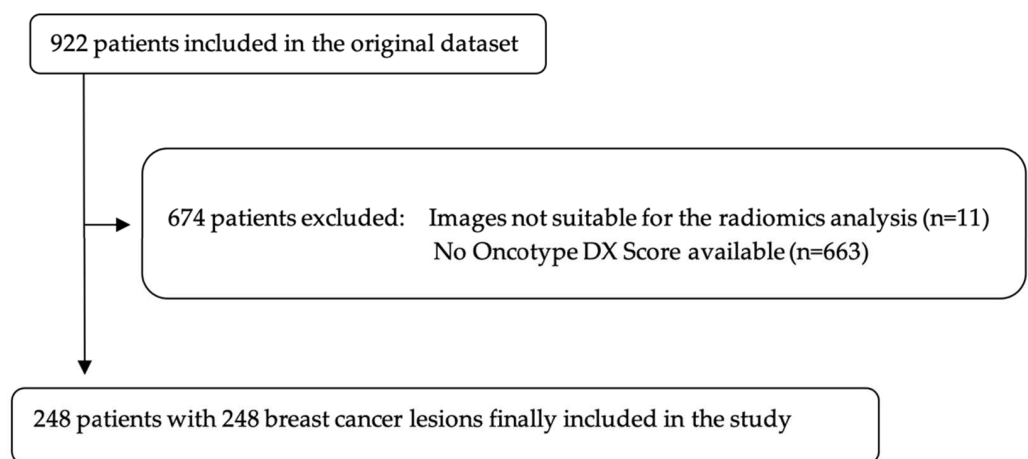 922 patients included in the original dataset
674 patients excluded: Images not suitable for the radiomics analysis (n=11)
No Oncotype DX Score available (n=663)
248 patients with 248 breast cancer lesions finally included in the study